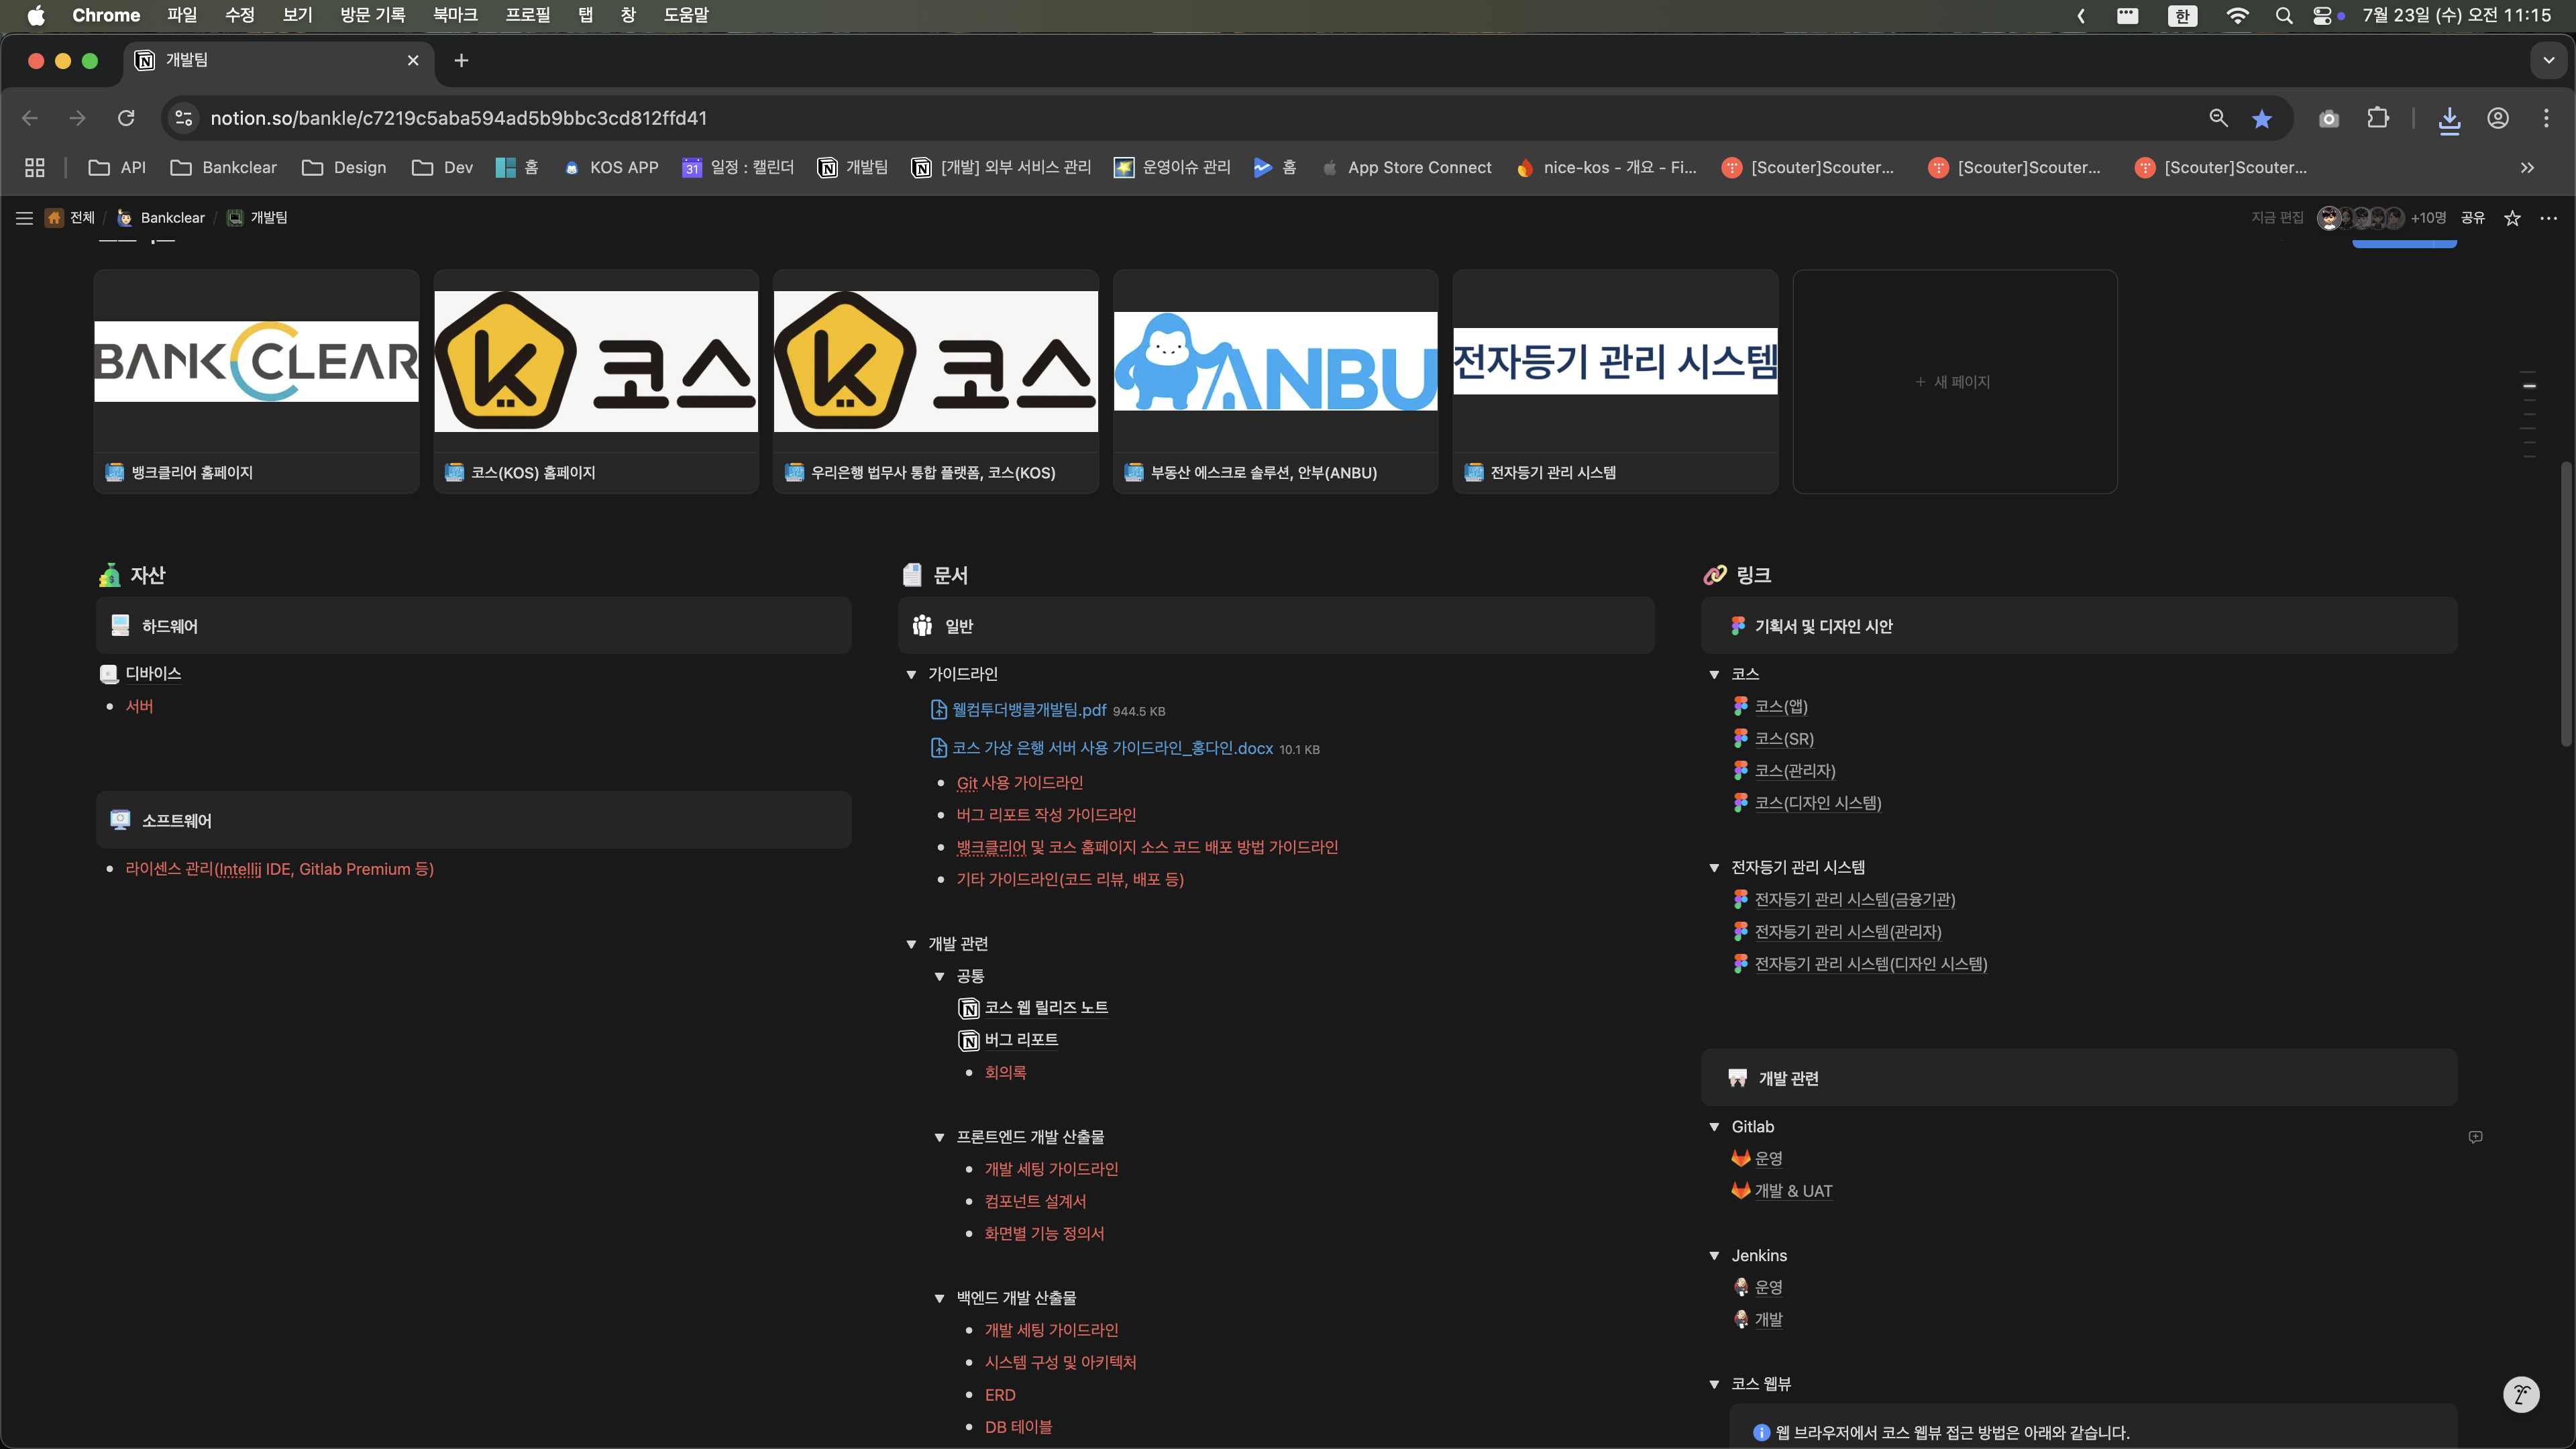 Chrome 파일 수정 보기 방문 기록 북마크 프로필 탭 창 도움말 한 7월 23일 (수) 오전 11:15
개발팀
notion.so/bankle/c7219c5aba594ad5b9bbc3cd812ffd41
API Bankclear Design Dev 홈 KOS APP 31 일정 : 캘린더 개발팀 [개발] 외부 서비스 관리 운영이슈 관리 홈 App Store Connect nice-kos - 개요 - Fi... [Scouter]Scouter... [Scouter]Scouter... [Scouter]Scouter...
전체 / Bankclear / 개발팀 지금 편집 +10명 공유
BANKCLEAR
k 코스
k 코스
ANBU
전자등기 관리 시스템
+ 새 페이지
뱅크클리어 홈페이지
코스(KOS) 홈페이지
우리은행 법무사 통합 플랫폼, 코스(KOS)
부동산 에스크로 솔루션, 안부(ANBU)
전자등기 관리 시스템
자산
하드웨어
디바이스
서버
소프트웨어
라이센스 관리(Intellij IDE, Gitlab Premium 등)
문서
일반
가이드라인
웰컴투더뱅클개발팀.pdf 944.5 KB
코스 가상 은행 서버 사용 가이드라인_홍다인.docx 10.1 KB
Git 사용 가이드라인
버그 리포트 작성 가이드라인
뱅크클리어 및 코스 홈페이지 소스 코드 배포 방법 가이드라인
기타 가이드라인(코드 리뷰, 배포 등)
개발 관련
공통
코스 웹 릴리즈 노트
버그 리포트
회의록
프론트엔드 개발 산출물
개발 세팅 가이드라인
컴포넌트 설계서
화면별 기능 정의서
백엔드 개발 산출물
개발 세팅 가이드라인
시스템 구성 및 아키텍처
ERD
DB 테이블
링크
기획서 및 디자인 시안
코스
코스(앱)
코스(SR)
코스(관리자)
코스(디자인 시스템)
전자등기 관리 시스템
전자등기 관리 시스템(금융기관)
전자등기 관리 시스템(관리자)
전자등기 관리 시스템(디자인 시스템)
개발 관련
Gitlab
운영
개발 & UAT
Jenkins
운영
개발
코스 웹뷰
웹 브라우저에서 코스 웹뷰 접근 방법은 아래와 같습니다.